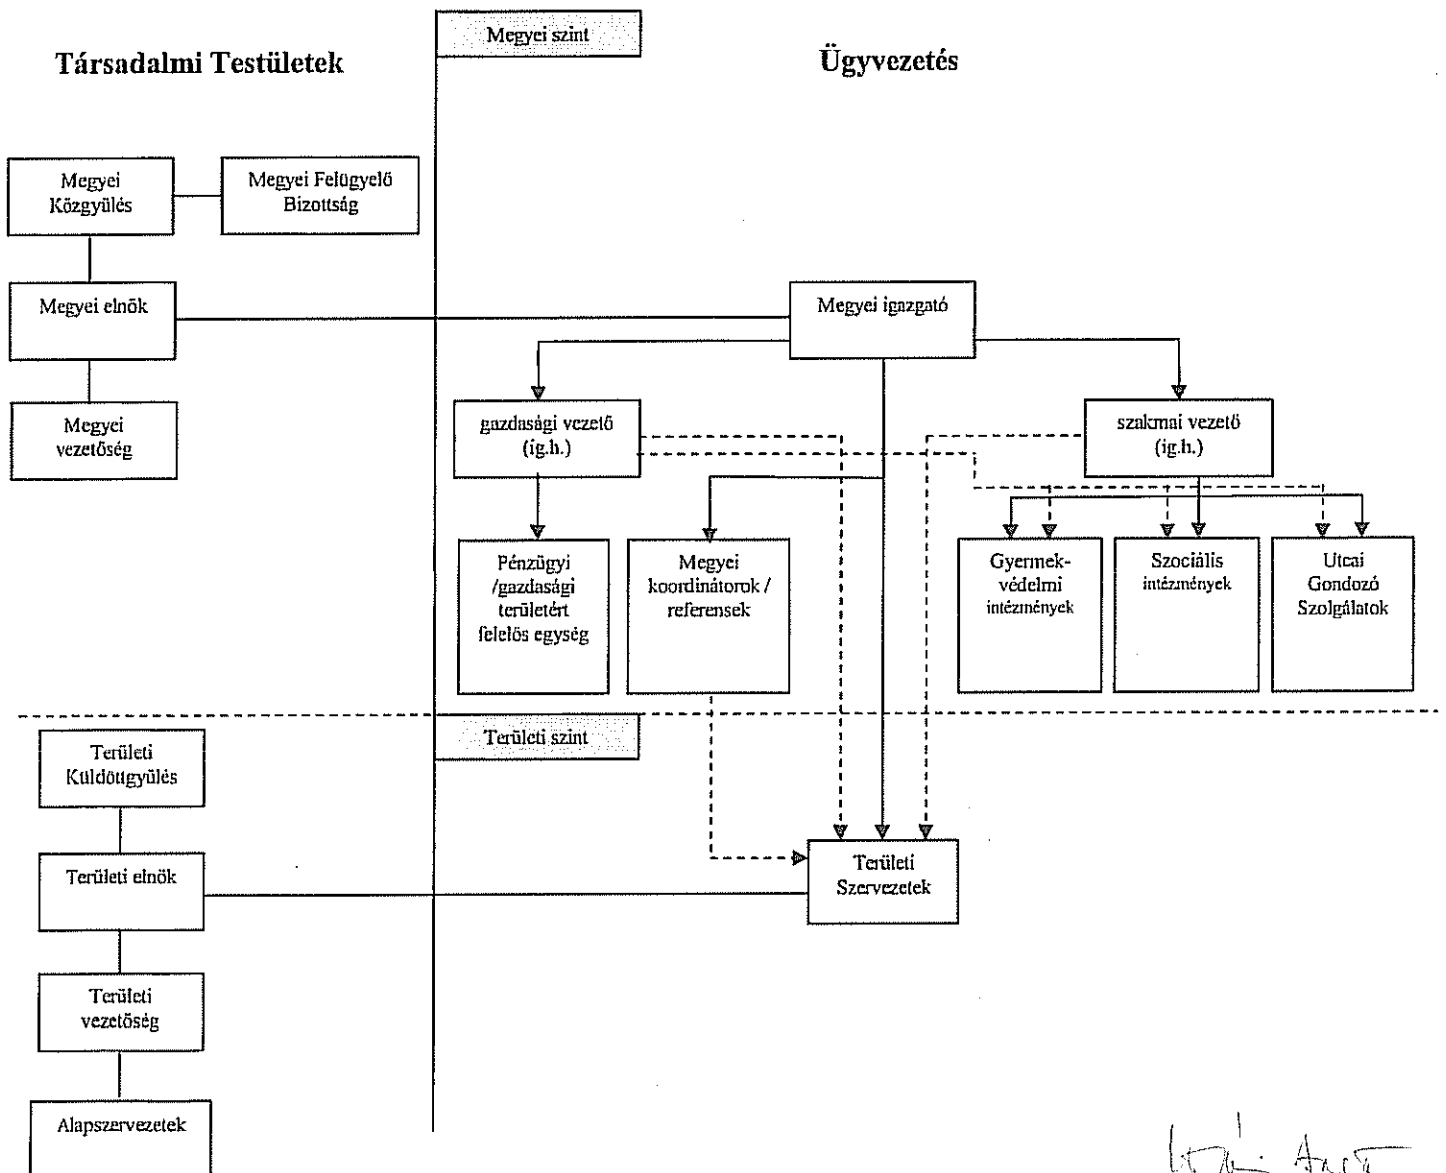 Megyei szint
Társadalmi Testületek
Ügyvezetés
Megyei
Közgyűlés
Megyei Felügyelő
Bizottság
Megyei elnök
Megyei igazgató
Megyei
vezetőség
gazdasági vezető
(ig.h.)
szakmai vezető
(ig.h.)
Pénzügyi
/gazdasági
területért
felelős egység
Megyei
koordinátorok /
referensek
Gyermek-
védelmi
intézmények
Szociális
intézmények
Utcai
Gondozó
Szolgálatok
Területi szint
Területi
Küldöttgyűlés
Területi elnök
Területi
Szervezetek
Területi
vezetőség
Alapszervezetek